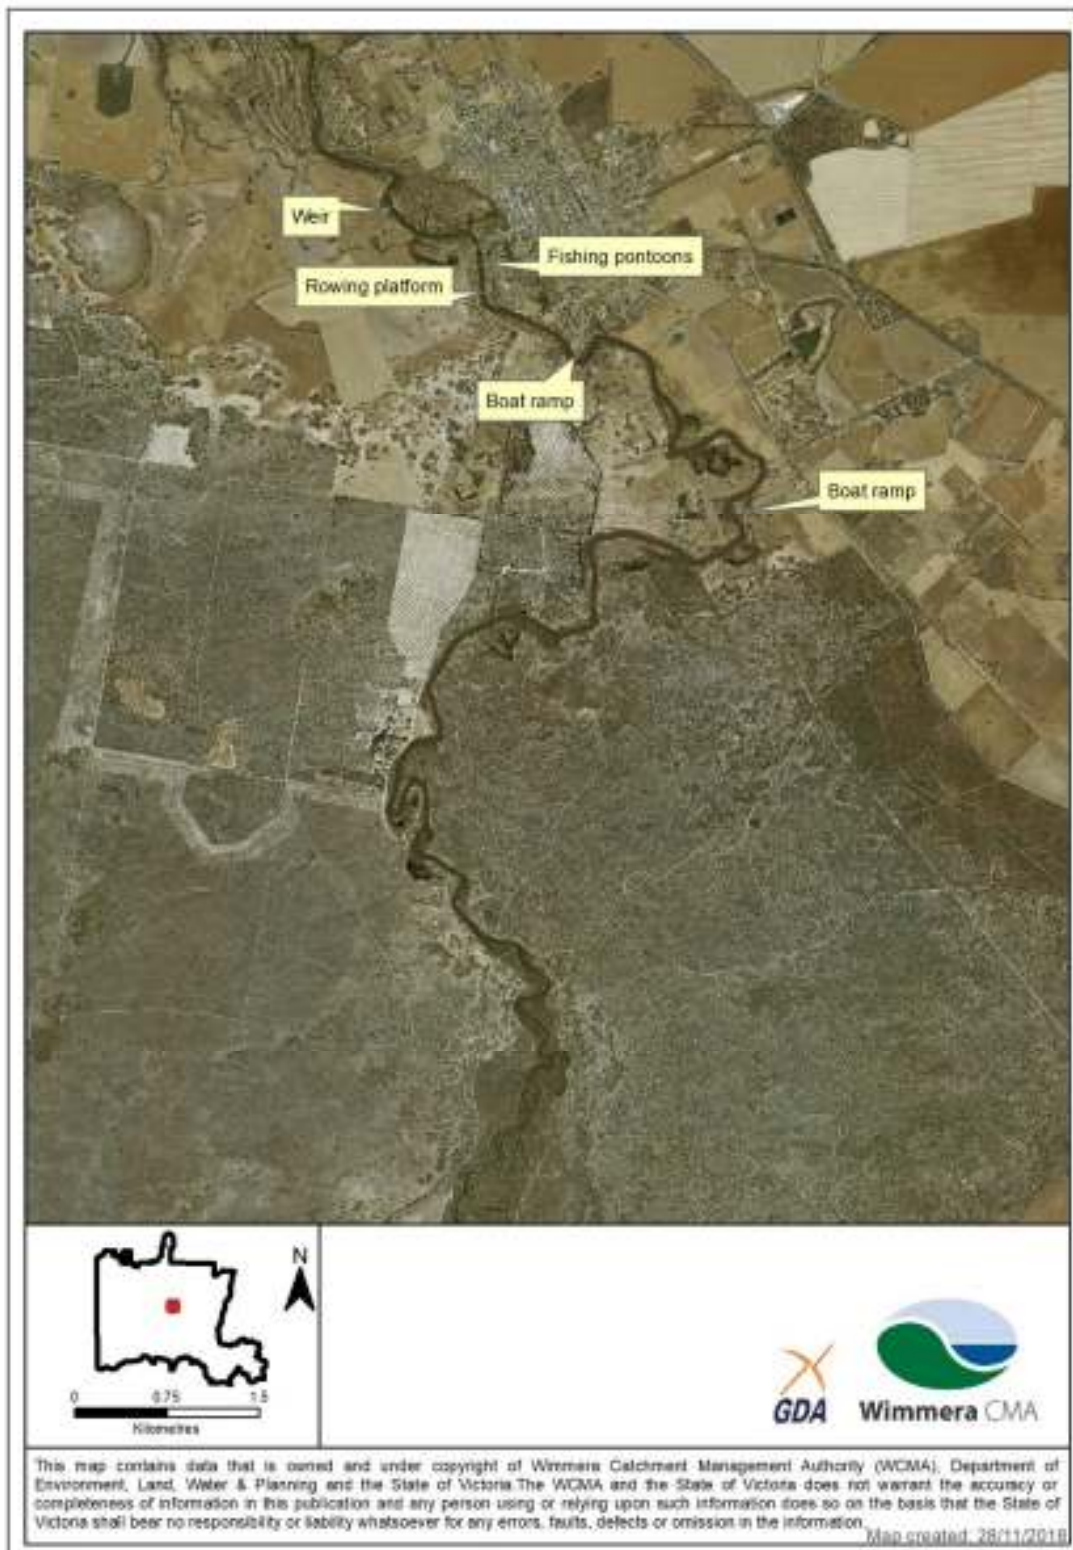 Weir
Fishing pontoons
Rowing platform
Boat ramp
Boat ramp
N
0 0.75 1.5
Kilometres
GDA
Wimmera CMA
This map contains data that is owned and under copyright of Wimmera Catchment Management Authority (WCMA), Department of
Environment, Land, Water & Planning and the State of Victoria.The WCMA and the State of Victoria does not warrant the accuracy or
completeness of information in this publication and any person using or relying upon such information does so on the basis that the State of
Victoria shall bear no responsibility or liability whatsoever for any errors, faults, defects or omission in the information.
Map created: 28/11/2018